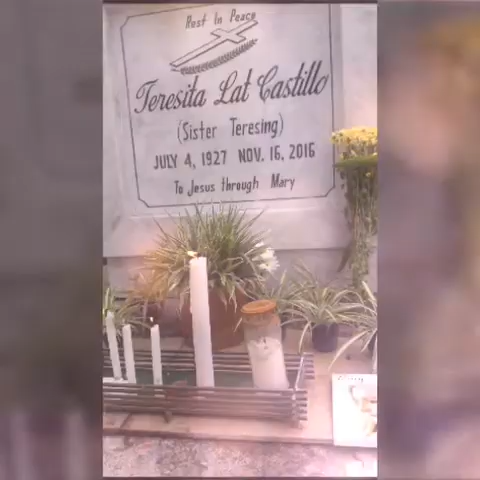 Rest In Peace
Teresita Lat Castillo
(Sister Teresing)
JULY 4, 1927 NOV. 16, 2016
To Jesus through Mary